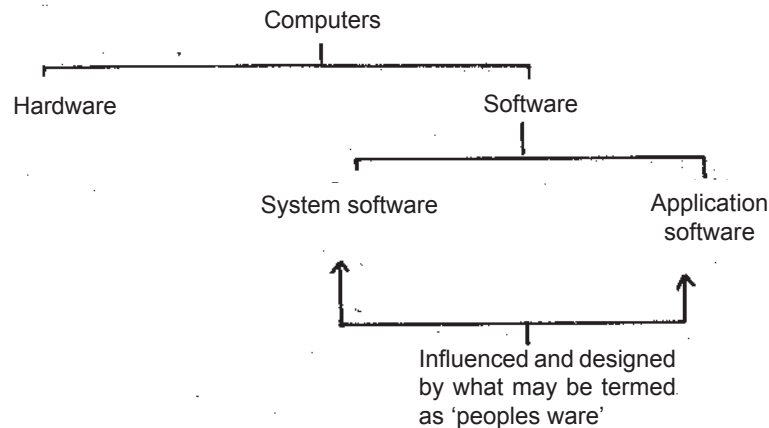 Computers
Hardware
Software
System software
Application
software
Influenced and designed
by what may be termed
as ‘peoples ware’